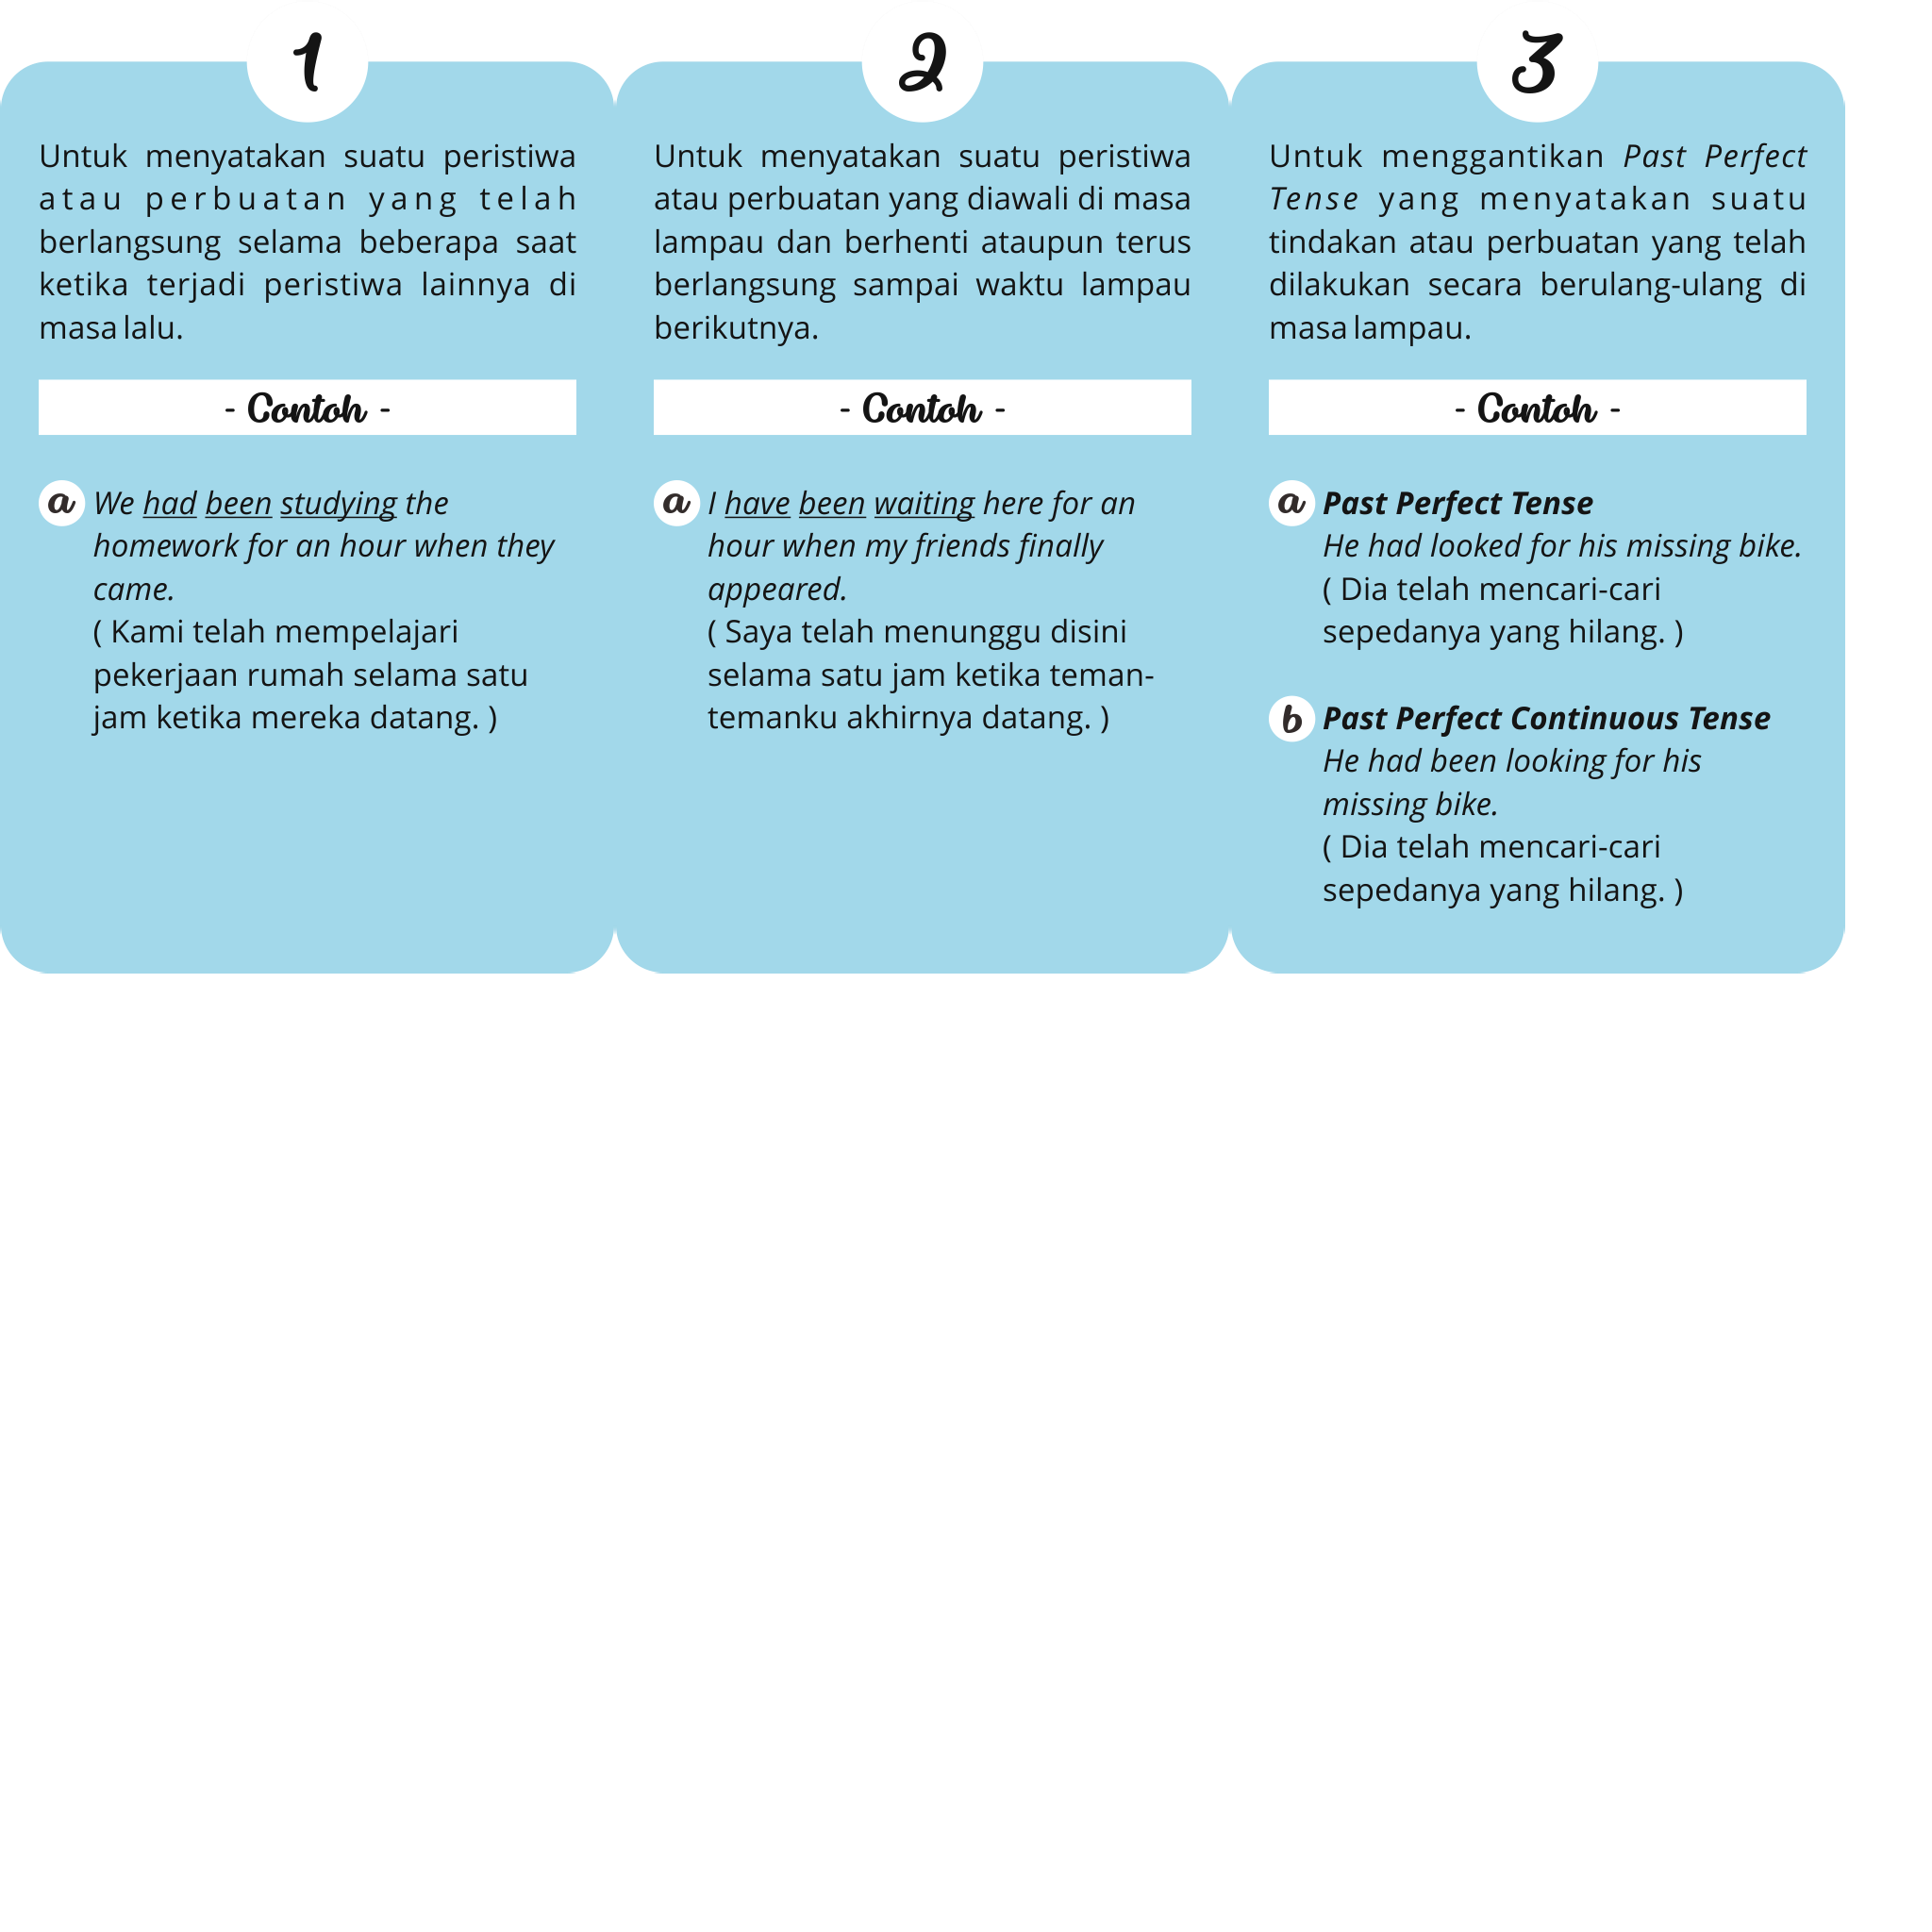 1
Untuk menyatakan suatu peristiwa
atau perbuatan yang telah
berlangsung selama beberapa saat
ketika terjadi peristiwa lainnya di
masa lalu.
- Contoh -
a We had been studying the
homework for an hour when they
came.
( Kami telah mempelajari
pekerjaan rumah selama satu
jam ketika mereka datang. )
2
Untuk menyatakan suatu peristiwa
atau perbuatan yang diawali di masa
lampau dan berhenti ataupun terus
berlangsung sampai waktu lampau
berikutnya.
- Contoh -
a I have been waiting here for an
hour when my friends finally
appeared.
( Saya telah menunggu disini
selama satu jam ketika teman-
temanku akhirnya datang. )
3
Untuk menggantikan Past Perfect
Tense yang menyatakan suatu
tindakan atau perbuatan yang telah
dilakukan secara berulang-ulang di
masa lampau.
- Contoh -
a Past Perfect Tense
He had looked for his missing bike.
( Dia telah mencari-cari
sepedanya yang hilang. )
b Past Perfect Continuous Tense
He had been looking for his
missing bike.
( Dia telah mencari-cari
sepedanya yang hilang. )